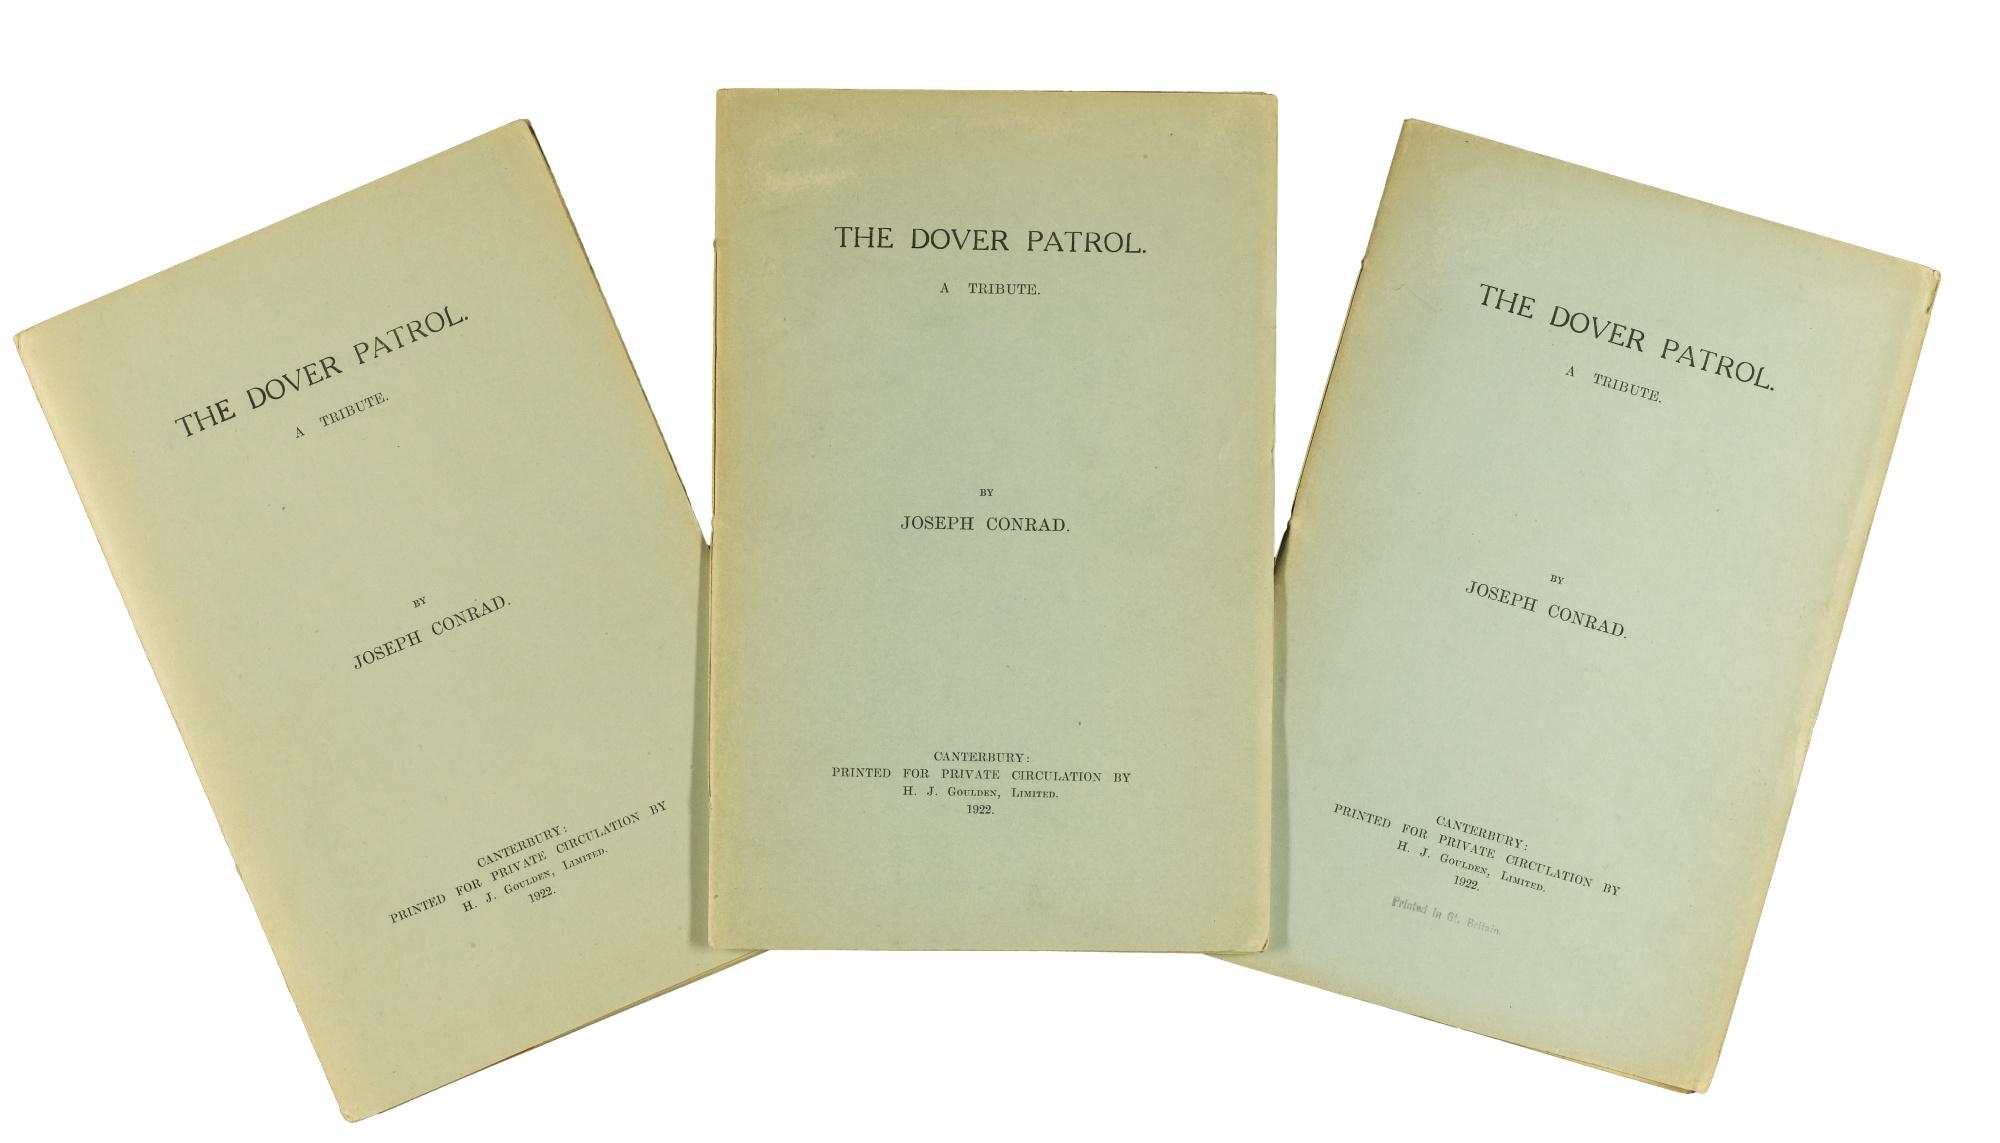 THE DOVER PATROL.
A TRIBUTE.
BY
JOSEPH CONRAD.
CANTERBURY:
PRINTED FOR PRIVATE CIRCULATION BY
H. J. GOULDEN, LIMITED.
1922.
THE DOVER PATROL.
A TRIBUTE.
BY
JOSEPH CONRAD.
CANTERBURY:
PRINTED FOR PRIVATE CIRCULATION BY
H. J. GOULDEN, LIMITED.
1922.
THE DOVER PATROL.
A TRIBUTE.
BY
JOSEPH CONRAD.
CANTERBURY:
PRINTED FOR PRIVATE CIRCULATION BY
H. J. GOULDEN, LIMITED.
1922.
Printed in Gt. Britain.